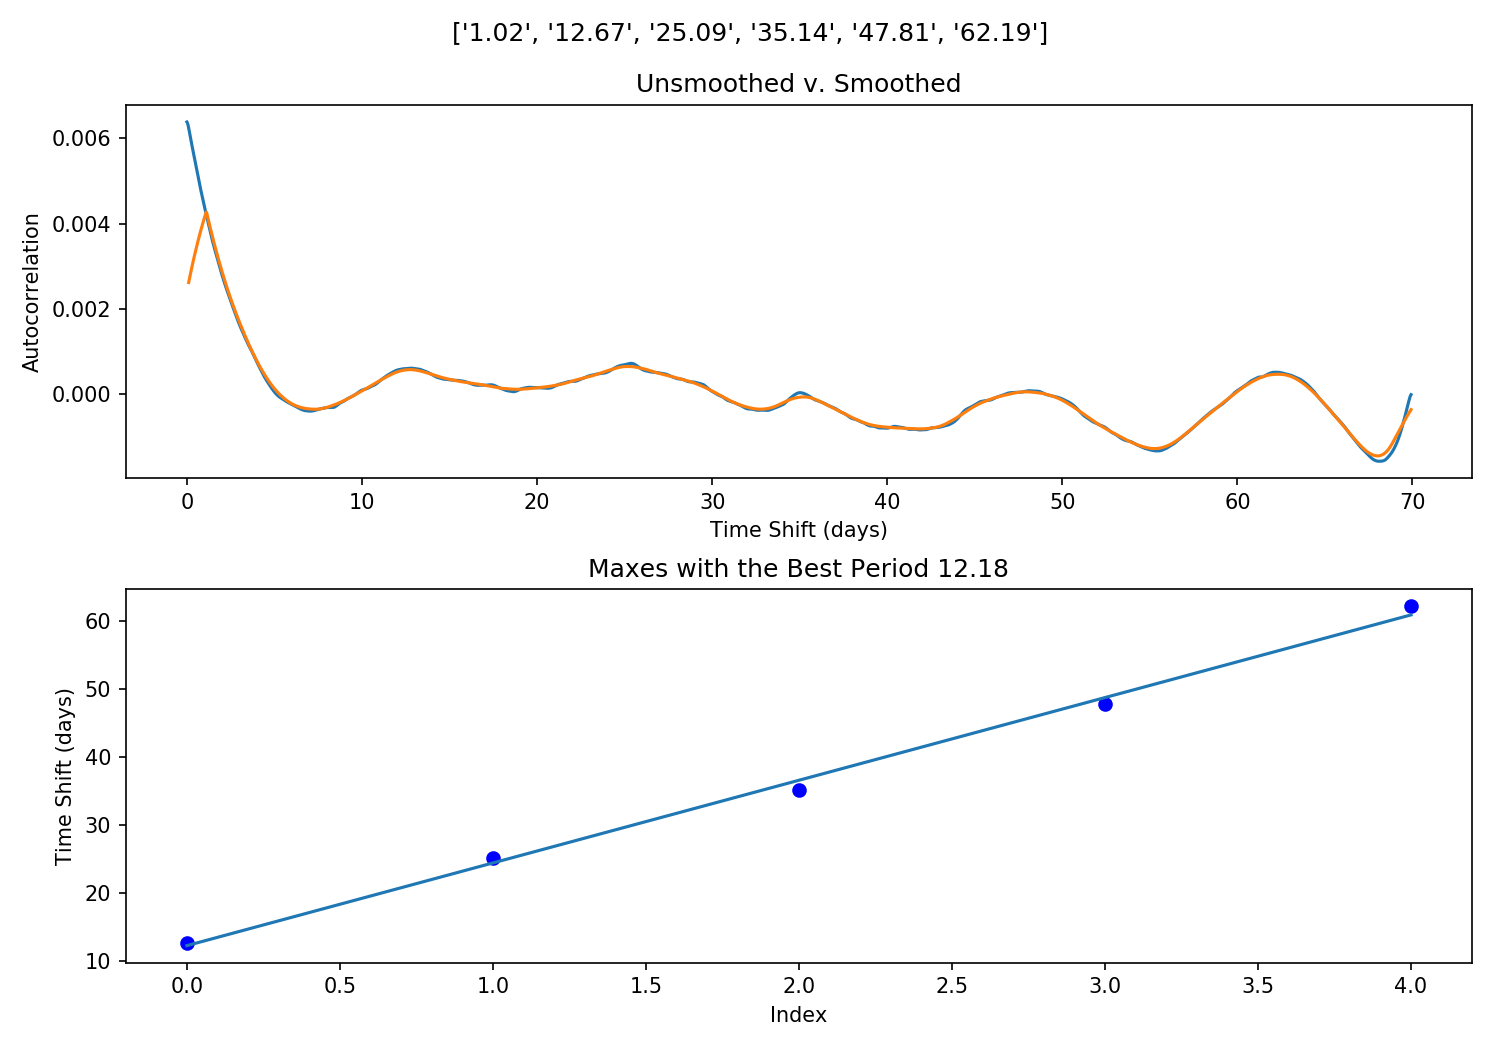 ['1.02', '12.67', '25.09', '35.14', '47.81', '62.19']
Unsmoothed v. Smoothed
0.006
0.004
0.002
0.000
Autocorrelation
0 10 20 30 40 50 60 70
Time Shift (days)
Maxes with the Best Period 12.18
60
50
40
30
20
10
Time Shift (days)
0.0 0.5 1.0 1.5 2.0 2.5 3.0 3.5 4.0
Index